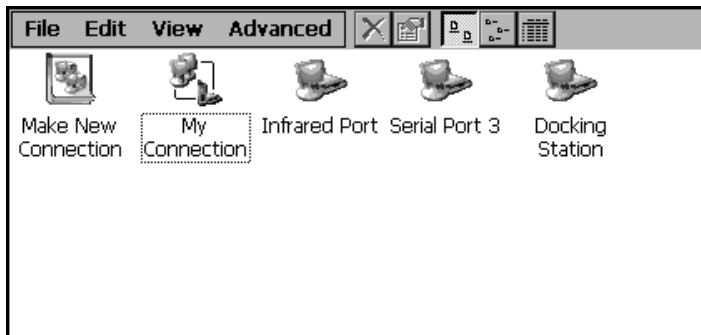 File Edit View Advanced
Make New Connection
My Connection
Infrared Port
Serial Port 3
Docking Station